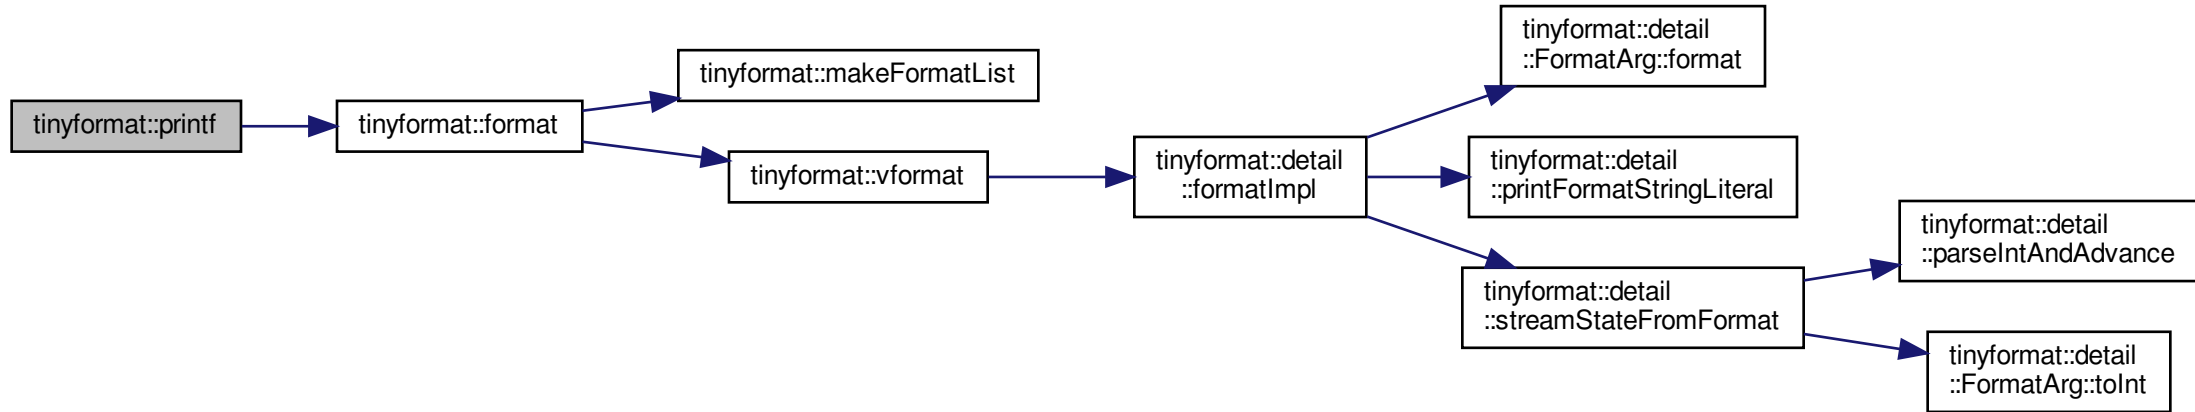 tinyformat::printf
tinyformat::format
tinyformat::makeFormatList
tinyformat::vformat
tinyformat::detail
::formatImpl
tinyformat::detail
::FormatArg::format
tinyformat::detail
::printFormatStringLiteral
tinyformat::detail
::streamStateFromFormat
tinyformat::detail
::parseIntAndAdvance
tinyformat::detail
::FormatArg::toInt